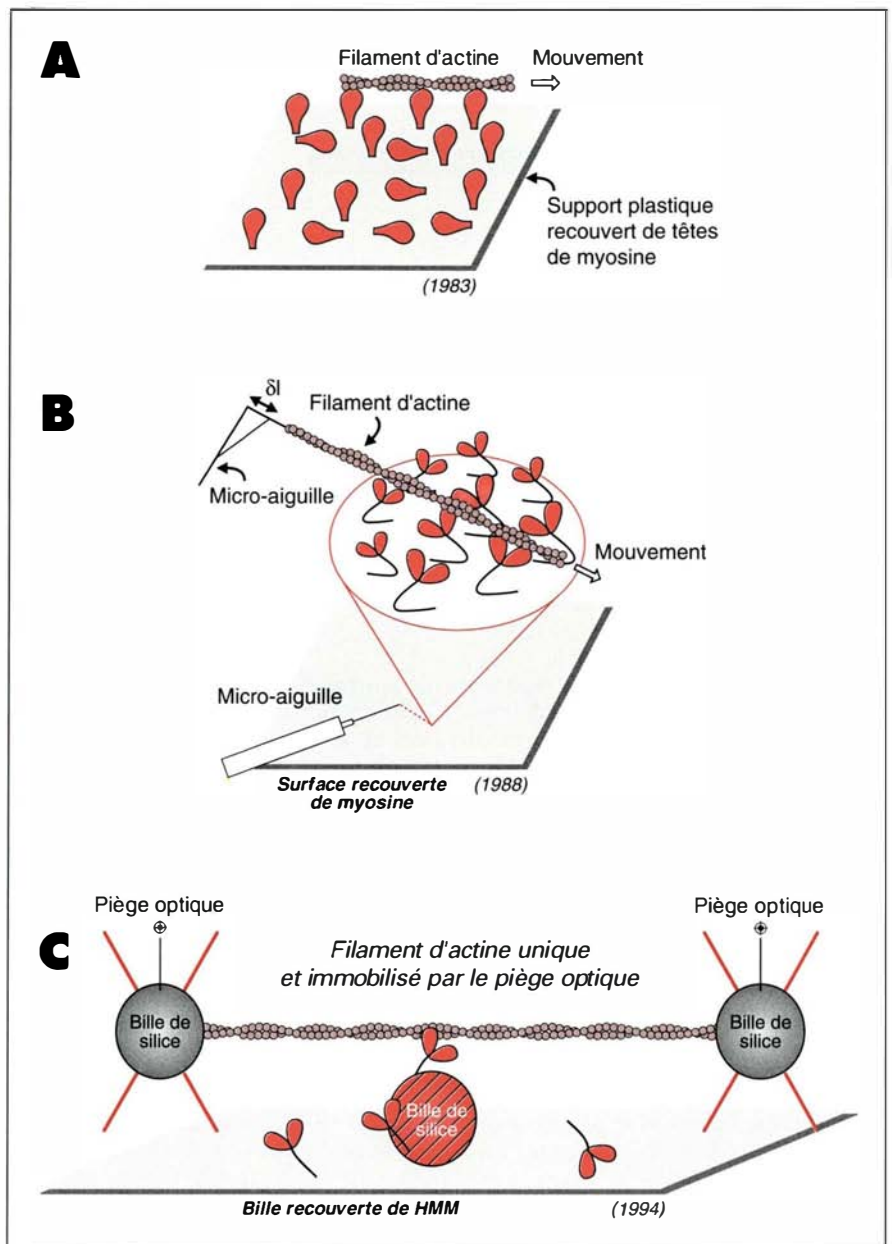 A
Filament d'actine
Mouvement
Support plastique
recouvert de têtes
de myosine
(1983)
B
δl
Filament d'actine
Micro-aiguille
Mouvement
Micro-aiguille
Surface recouverte
de myosine
(1988)
C
Piège optique
Piège optique
Filament d'actine unique
et immobilisé par le piège optique
Bille de
silice
Bille de
silice
Bille de
silice
Bille recouverte de HMM
(1994)